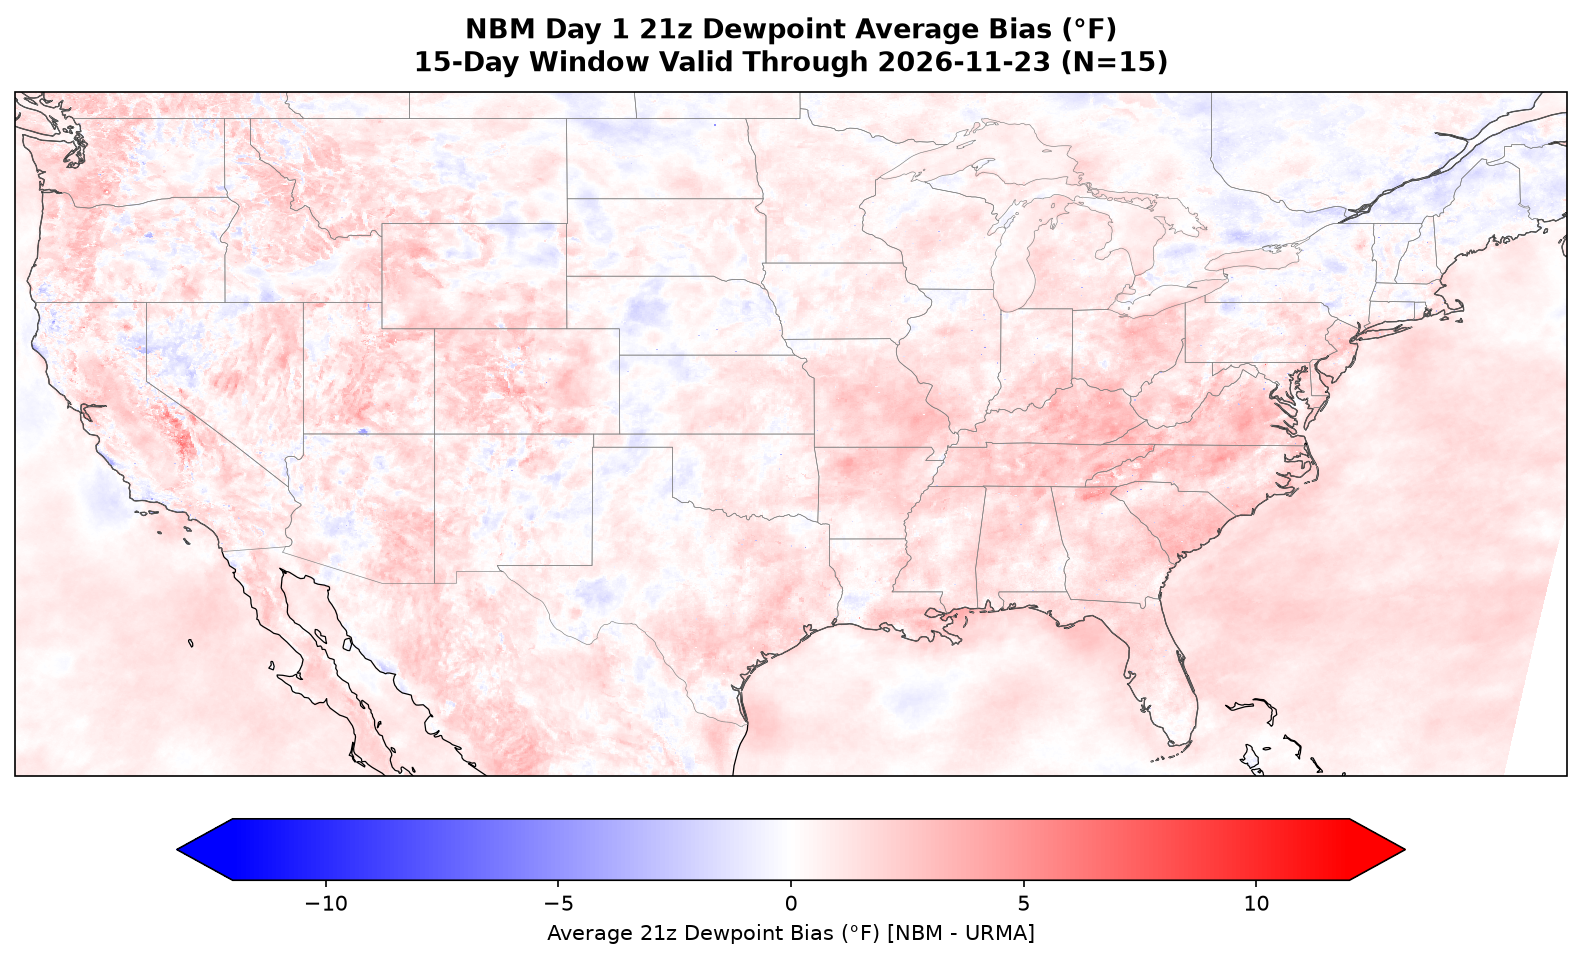 NBM Day 1 21z Dewpoint Average Bias (°F)
15-Day Window Valid Through 2026-11-23 (N=15)
−10 −5 0 5 10
Average 21z Dewpoint Bias (°F) [NBM - URMA]